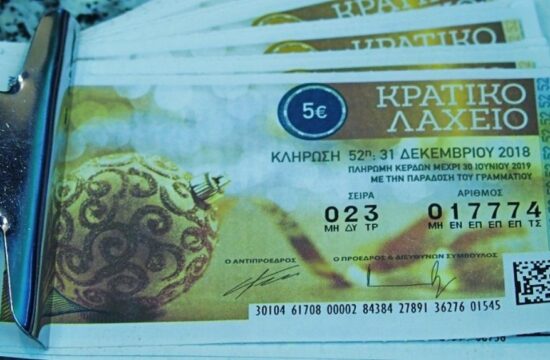 ΚΡΑΤΙΚΟ
ΚΡΑΤΙΚΟ
5€
ΚΡΑΤΙΚΟ
ΛΑΧΕΙΟ
ΚΛΗΡΩΣΗ 52η: 31 ΔΕΚΕΜΒΡΙΟΥ 2018
ΠΛΗΡΩΜΗ ΚΕΡΔΩΝ ΜΕΧΡΙ 30 ΙΟΥΝΙΟΥ 2019
ΜΕ ΤΗΝ ΠΑΡΑΔΟΣΗ ΤΟΥ ΓΡΑΜΜΑΤΙΟΥ
ΣΕΙΡΑ ΑΡΙΘΜΟΣ
023 017774
ΜΗ ΔΥ ΤΡ ΜΗ ΕΝ ΕΠ ΕΠ ΕΠ ΤΣ
Ο ΑΝΤΙΠΡΟΕΔΡΟΣ Ο ΠΡΟΕΔΡΟΣ & ΔΙΕΥΘΥΝΩΝ ΣΥΜΒΟΥΛΟΣ
30104 61708 00002 84384 27891 36276 01545